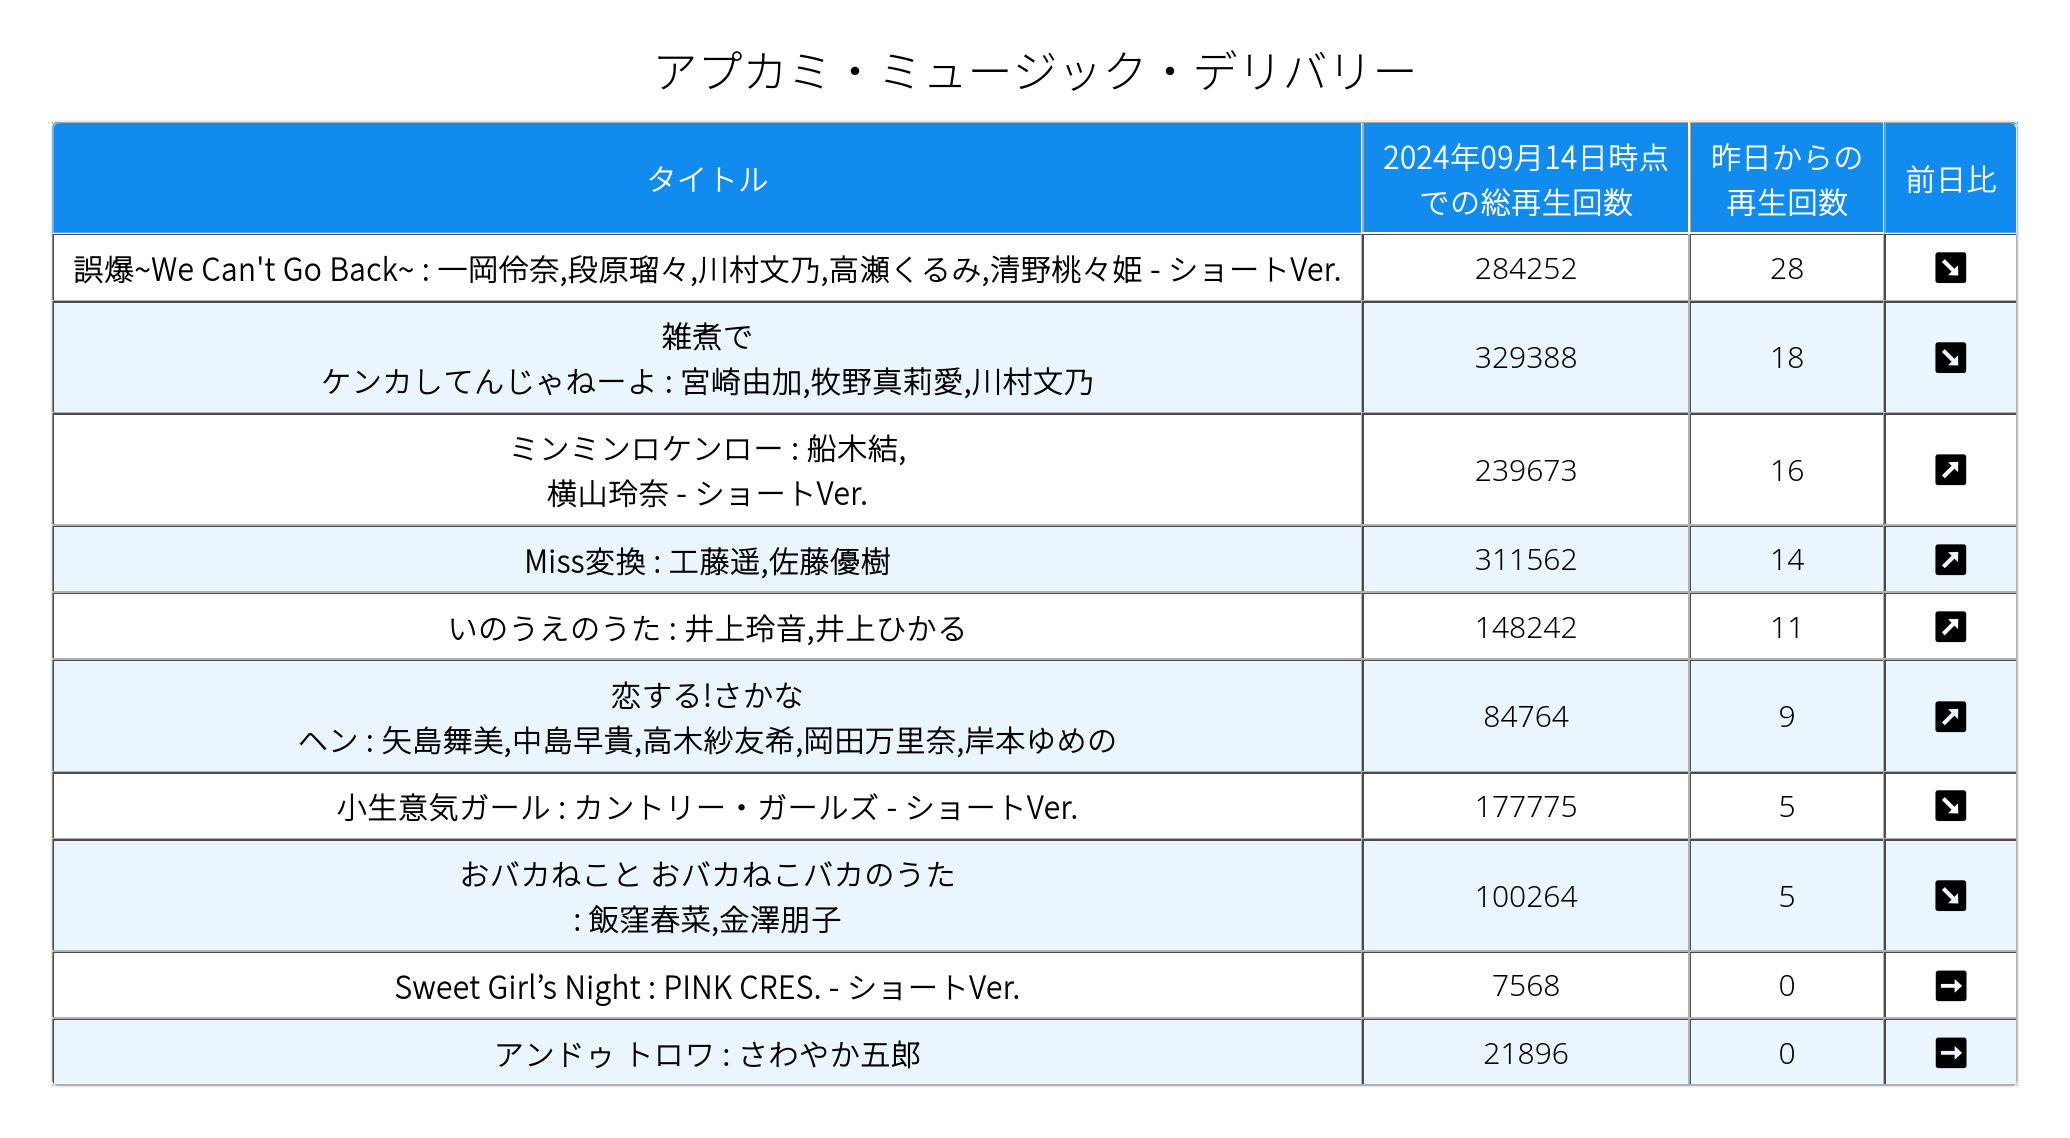 アプカミ・ミュージック・デリバリー
タイトル
2024年09月14日時点
での総再生回数
昨日からの
再生回数
前日比
誤爆~We Can't Go Back~ : 一岡伶奈,段原瑠々,川村文乃,高瀬くるみ,清野桃々姫 - ショートVer.
284252
28
雑煮で
ケンカしてんじゃねーよ : 宮崎由加,牧野真莉愛,川村文乃
329388
18
ミンミンロケンロー : 船木結,
横山玲奈 - ショートVer.
239673
16
Miss変換 : 工藤遥,佐藤優樹
311562
14
いのうえのうた : 井上玲音,井上ひかる
148242
11
恋する!さかな
ヘン : 矢島舞美,中島早貴,高木紗友希,岡田万里奈,岸本ゆめの
84764
9
小生意気ガール : カントリー・ガールズ - ショートVer.
177775
5
おバカねこと おバカねこバカのうた
: 飯窪春菜,金澤朋子
100264
5
Sweet Girl’s Night : PINK CRES. - ショートVer.
7568
0
アンドゥ トロワ : さわやか五郎
21896
0